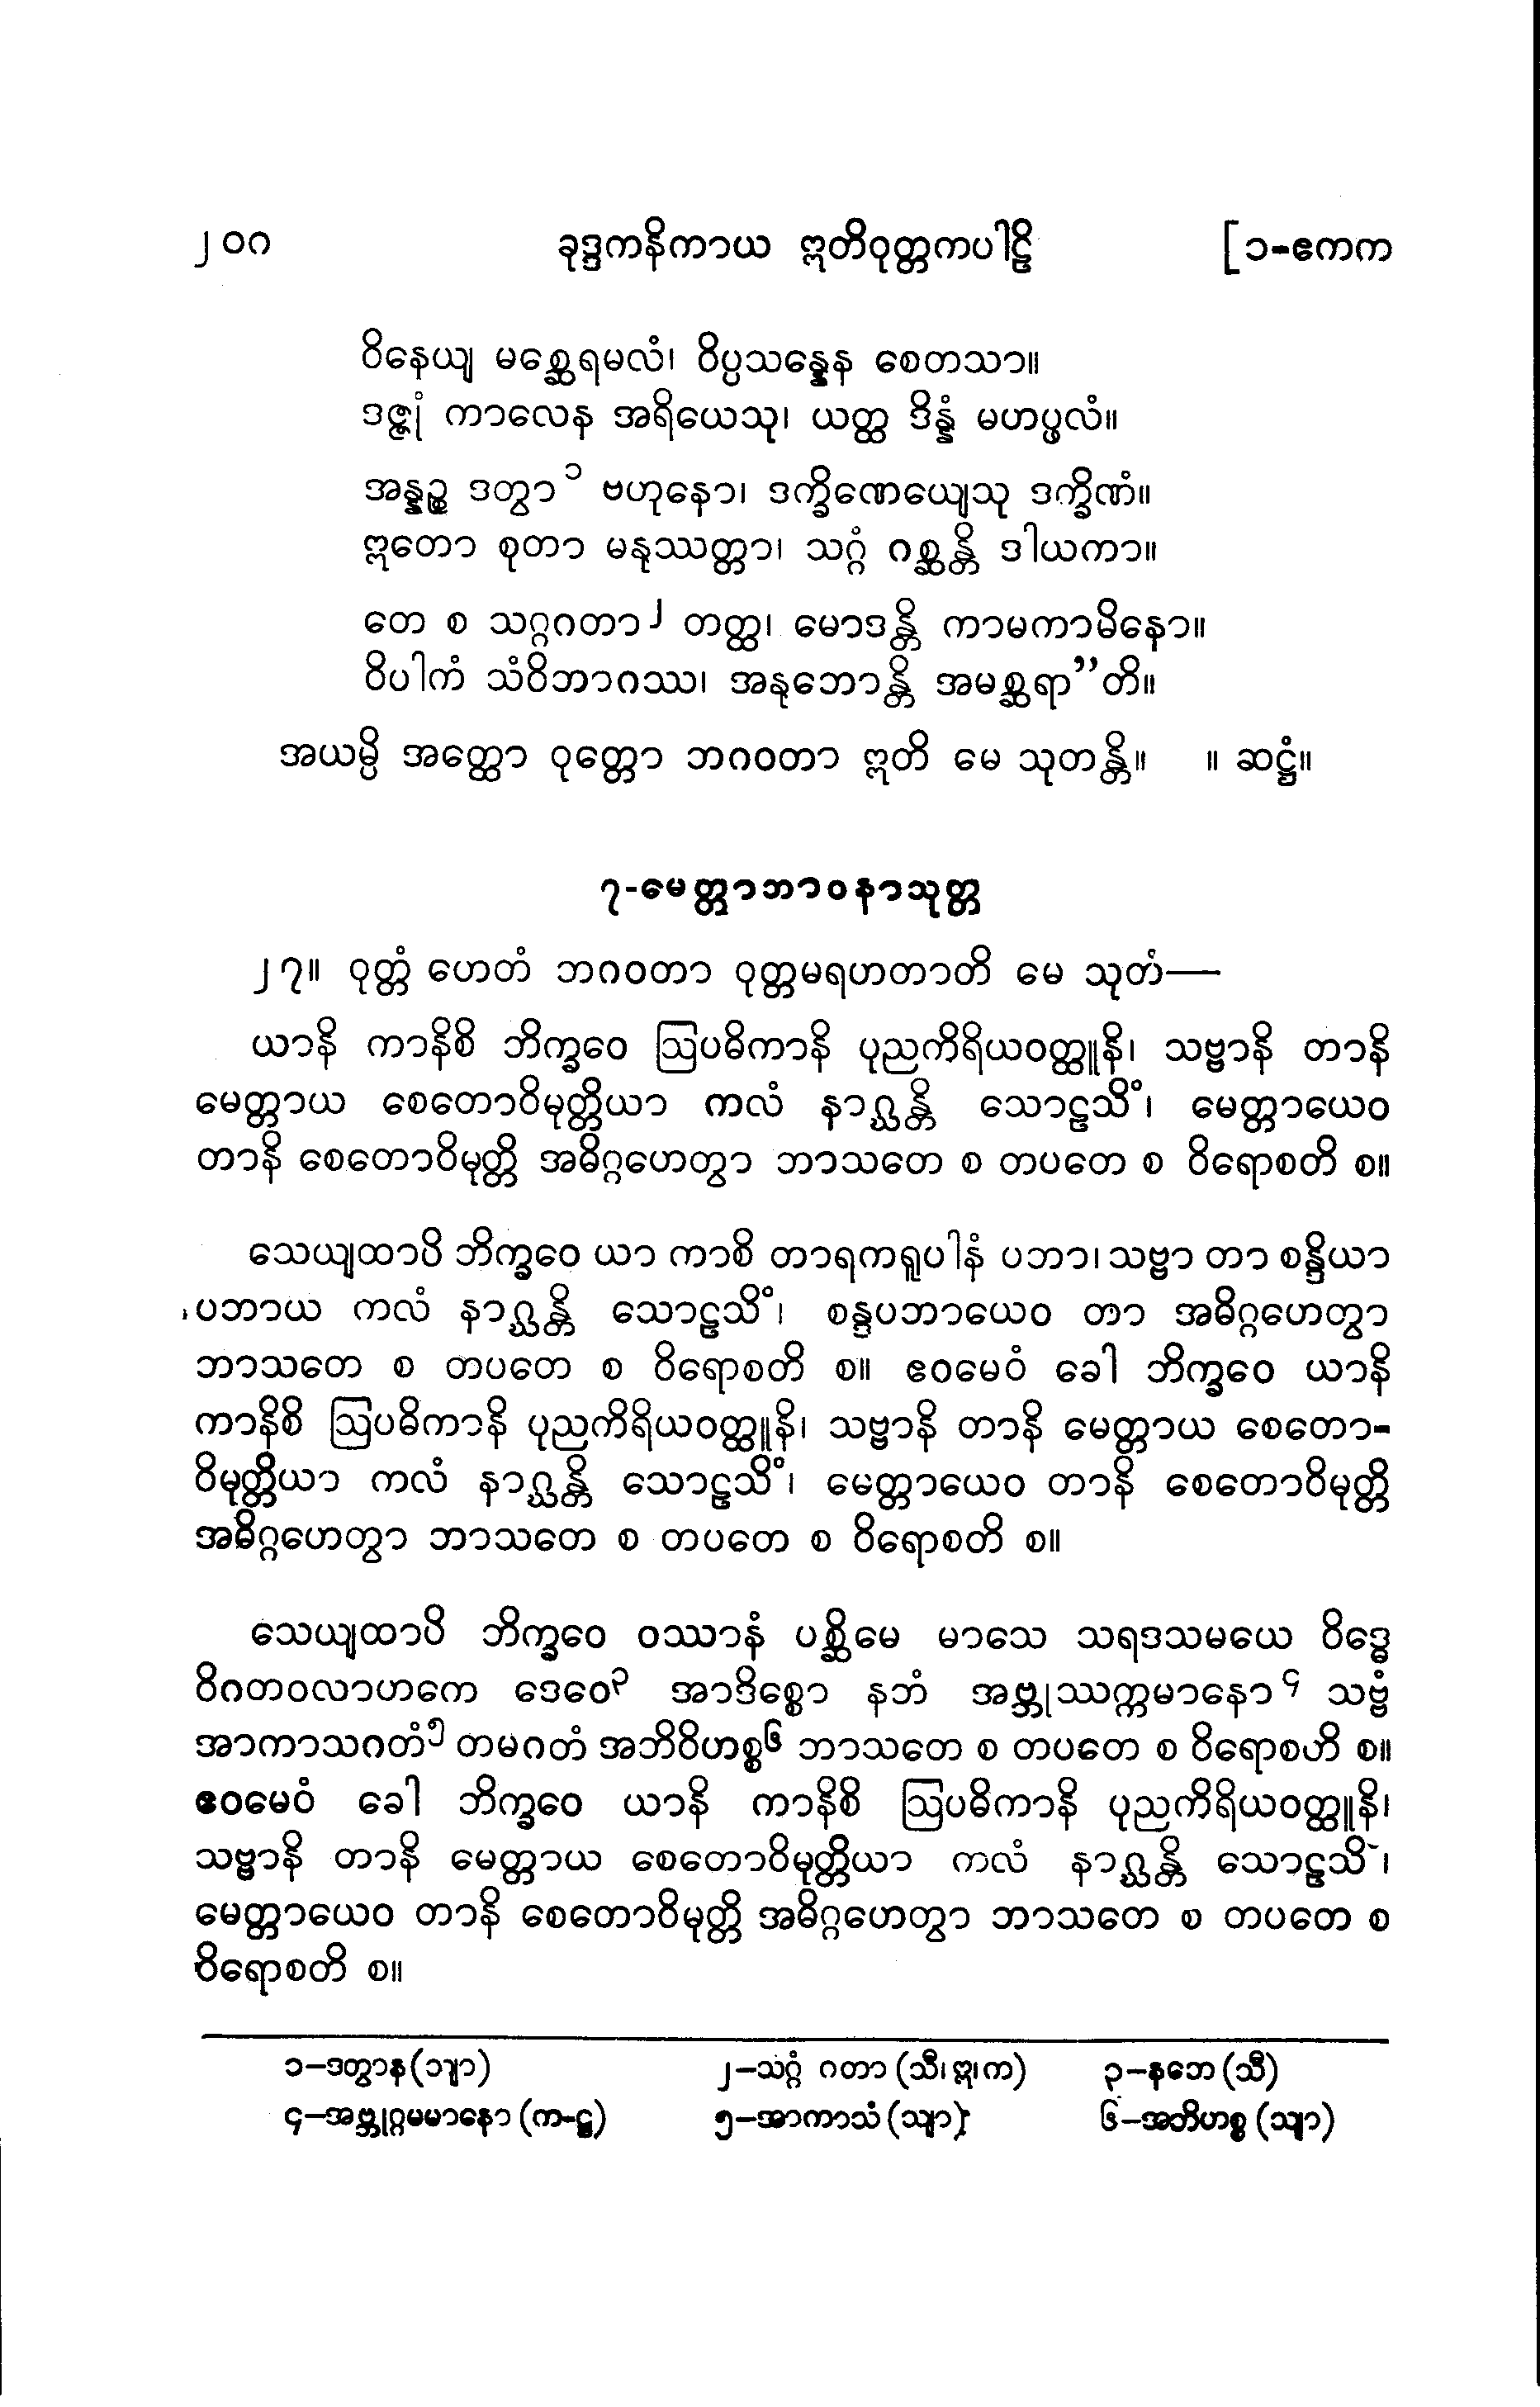 ၂၀ဂ ခုဒ္ဒကနိကာယ ဣတိဝုတ္တကပါဠိ [၁-ဧကက
ဝိနေယျ မစ္ဆေရမလံ၊ ဝိပ္ပသန္နေန စေတသာ။
ဒဇ္ဇုံ ကာလေန အရိယေသု၊ ယတ္ထ ဒိန္နံ မဟပ္ဖလံ။
အန္နဉ္စ ဒတွာ၁ ဗဟုနော၊ ဒက္ခိဏေယျေသု ဒက္ခိဏံ။
ဣတော စုတာ မနုဿတ္တာ၊ သဂ္ဂံ ဂစ္ဆန္တိ ဒါယကာ။
တေ စ သဂ္ဂဂတာ၂ တတ္ထ၊ မောဒန္တိ ကာမကာမိနော။
ဝိပါကံ သံဝိဘာဂဿ၊ အနုဘောန္တိ အမစ္ဆရာ”တိ။
အယမ္ပိ အတ္ထော ဝုတ္တော ဘဂဝတာ ဣတိ မေ သုတန္တိ။ ။ ဆဋ္ဌံ။
၇-မေတ္တာဘာဝနာသုတ္တ
၂၇။ ဝုတ္တံ ဟေတံ ဘဂဝတာ ဝုတ္တမရဟတာတိ မေ သုတံ—
ယာနိ ကာနိစိ ဘိက္ခဝေ ဩပဓိကာနိ ပုညကိရိယဝတ္ထူနိ၊ သဗ္ဗာနိ တာနိ
မေတ္တာယ စေတောဝိမုတ္တိယာ ကလံ နာဂ္ဃန္တိ သောဠသိံ၊ မေတ္တာယေဝ
တာနိ စေတောဝိမုတ္တိ အဓိဂ္ဂဟေတွာ ဘာသတေ စ တပတေ စ ဝိရောစတိ စ။
သေယျထာပိ ဘိက္ခဝေ ယာ ကာစိ တာရကရူပါနံ ပဘာ၊ သဗ္ဗာ တာ စန္ဒိယာ
ပဘာယ ကလံ နာဂ္ဃန္တိ သောဠသိံ၊ စန္ဒပဘာယေဝ တာ အဓိဂ္ဂဟေတွာ
ဘာသတေ စ တပတေ စ ဝိရောစတိ စ။ ဧဝမေဝံ ခေါ ဘိက္ခဝေ ယာနိ
ကာနိစိ ဩပဓိကာနိ ပုညကိရိယဝတ္ထူနိ၊ သဗ္ဗာနိ တာနိ မေတ္တာယ စေတော-
ဝိမုတ္တိယာ ကလံ နာဂ္ဃန္တိ သောဠသိံ၊ မေတ္တာယေဝ တာနိ စေတောဝိမုတ္တိ
အဓိဂ္ဂဟေတွာ ဘာသတေ စ တပတေ စ ဝိရောစတိ စ။
သေယျထာပိ ဘိက္ခဝေ ဝဿာနံ ပစ္ဆိမေ မာသေ သရဒသမယေ ဝိဒ္ဓေ
ဝိဂတဝလာဟကေ ဒေဝေ၃ အာဒိစ္စော နဘံ အဗ္ဘုဿက္ကမာနော၄ သဗ္ဗံ
အာကာသဂတံ၅ တမဂတံ အဘိဝိဟစ္စ၆ ဘာသတေ စ တပတေ စ ဝိရောစတိ စ။
ဧဝမေဝံ ခေါ ဘိက္ခဝေ ယာနိ ကာနိစိ ဩပဓိကာနိ ပုညကိရိယဝတ္ထူနိ၊
သဗ္ဗာနိ တာနိ မေတ္တာယ စေတောဝိမုတ္တိယာ ကလံ နာဂ္ဃန္တိ သောဠသိံ၊
မေတ္တာယေဝ တာနိ စေတောဝိမုတ္တိ အဓိဂ္ဂဟေတွာ ဘာသတေ စ တပတေ စ
ဝိရောစတိ စ။
၁–ဒတွာန (သျာ) ၂–သဂ္ဂံ ဂတာ (သီ၊ ဣ၊ က) ၃–နဘေ (သီ)
၄–အဗ္ဘုဂ္ဂမမာနော (က-ဋ္ဌ) ၅–အာကာသံ (သျာ) ၆–အဘိဟစ္စ (သျာ)